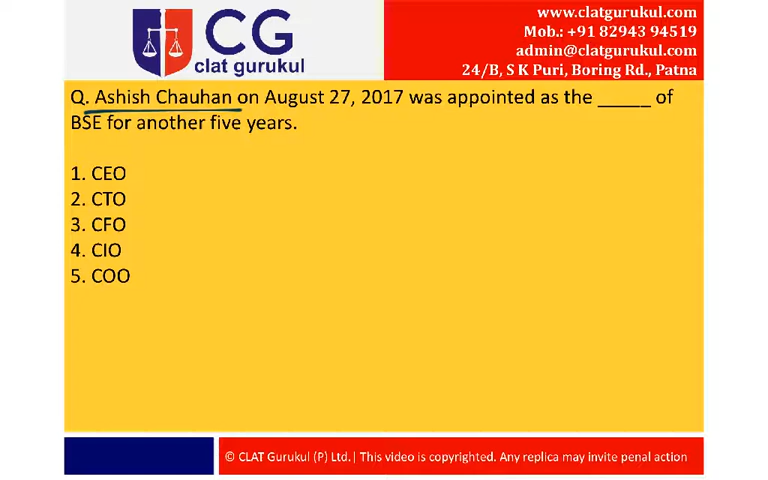 CG
clat gurukul
www.clatgurukul.com
Mob.: +91 82943 94519
admin@clatgurukul.com
24/B, S K Puri, Boring Rd., Patna
Q. Ashish Chauhan on August 27, 2017 was appointed as the _____ of
BSE for another five years.
1. CEO
2. CTO
3. CFO
4. CIO
5. COO
© CLAT Gurukul (P) Ltd.| This video is copyrighted. Any replica may invite penal action